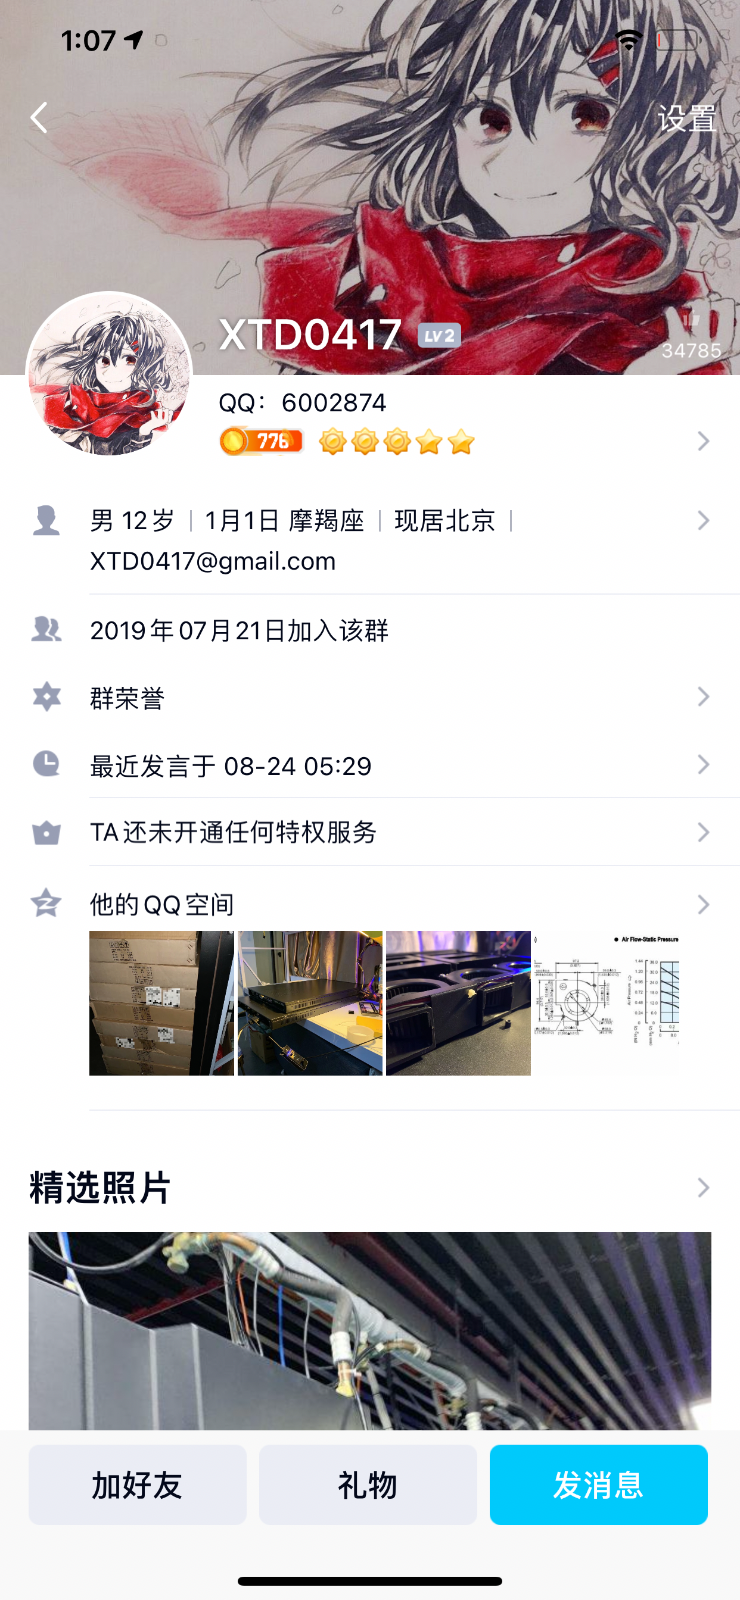 1:07
设置
XTD0417 LV2
34785
QQ：6002874
776
男 12岁 | 1月1日 摩羯座 | 现居北京 |
XTD0417@gmail.com
2019年07月21日加入该群
群荣誉
最近发言于 08-24 05:29
TA还未开通任何特权服务
他的QQ空间
Air Flow-Static Pressure
精选照片
加好友
礼物
发消息